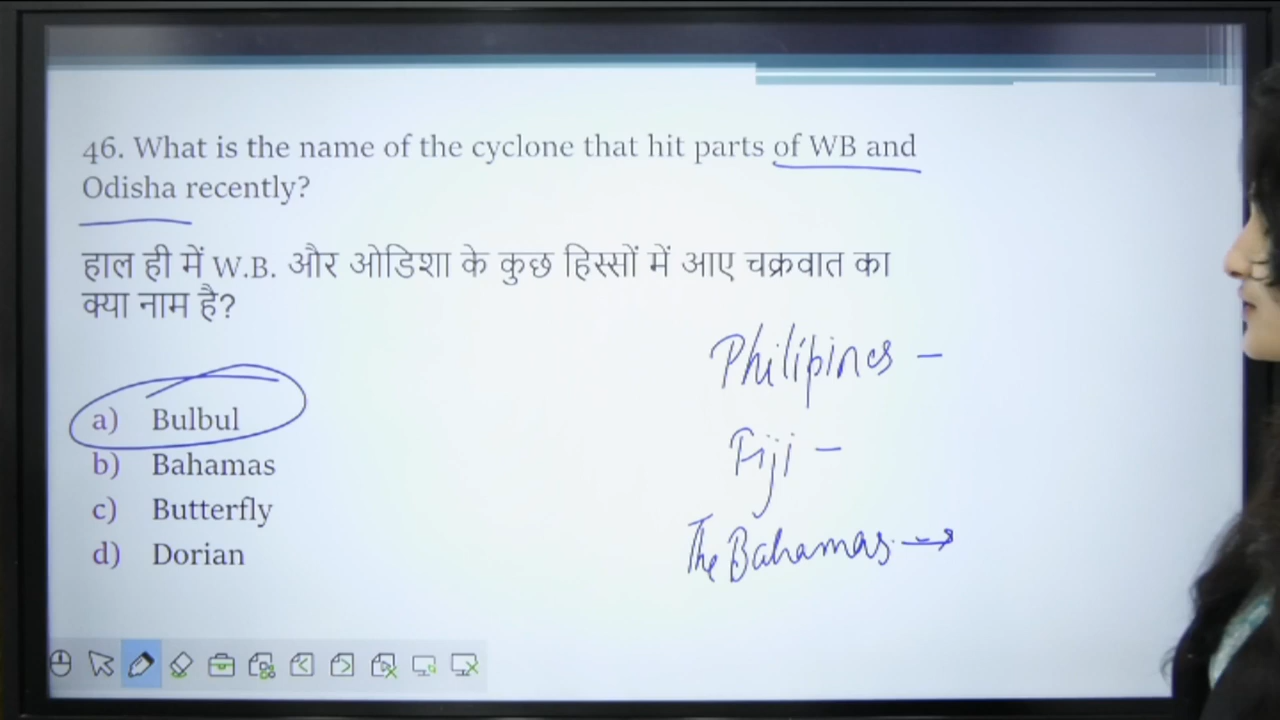 46. What is the name of the cyclone that hit parts of WB and
Odisha recently?
हाल ही में W.B. और ओडिशा के कुछ हिस्सों में आए चक्रवात का
क्या नाम है?
a) Bulbul
b) Bahamas
c) Butterfly
d) Dorian
Philipines –
Fiji –
The Bahamas →